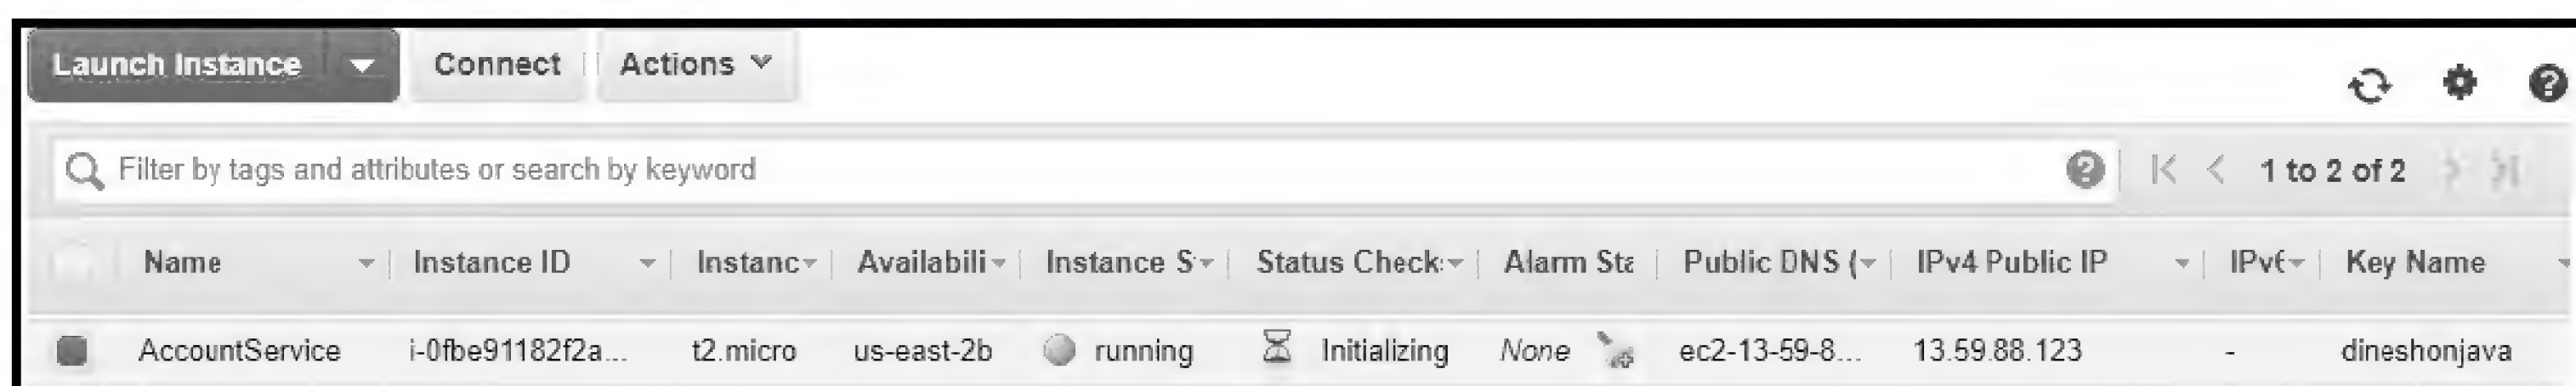 Launch Instance Connect Actions
Filter by tags and attributes or search by keyword 1 to 2 of 2
Name Instance ID Instanc Availabili Instance S Status Check Alarm Sta Public DNS ( IPv4 Public IP IPv6 Key Name
AccountService i-0fbe91182f2a... t2.micro us-east-2b running Initializing None ec2-13-59-8... 13.59.88.123 - dineshonjava